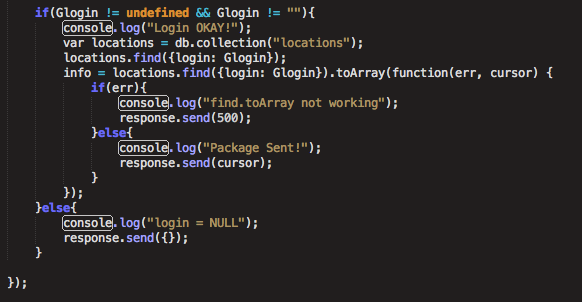 if(Glogin != undefined && Glogin != ""){
console.log("Login OKAY!");
var locations = db.collection("locations");
locations.find({login: Glogin});
info = locations.find({login: Glogin}).toArray(function(err, cursor) {
if(err){
console.log("find.toArray not working");
response.send(500);
}else{
console.log("Package Sent!");
response.send(cursor);
}
});
}else{
console.log("login = NULL");
response.send({});
}
});